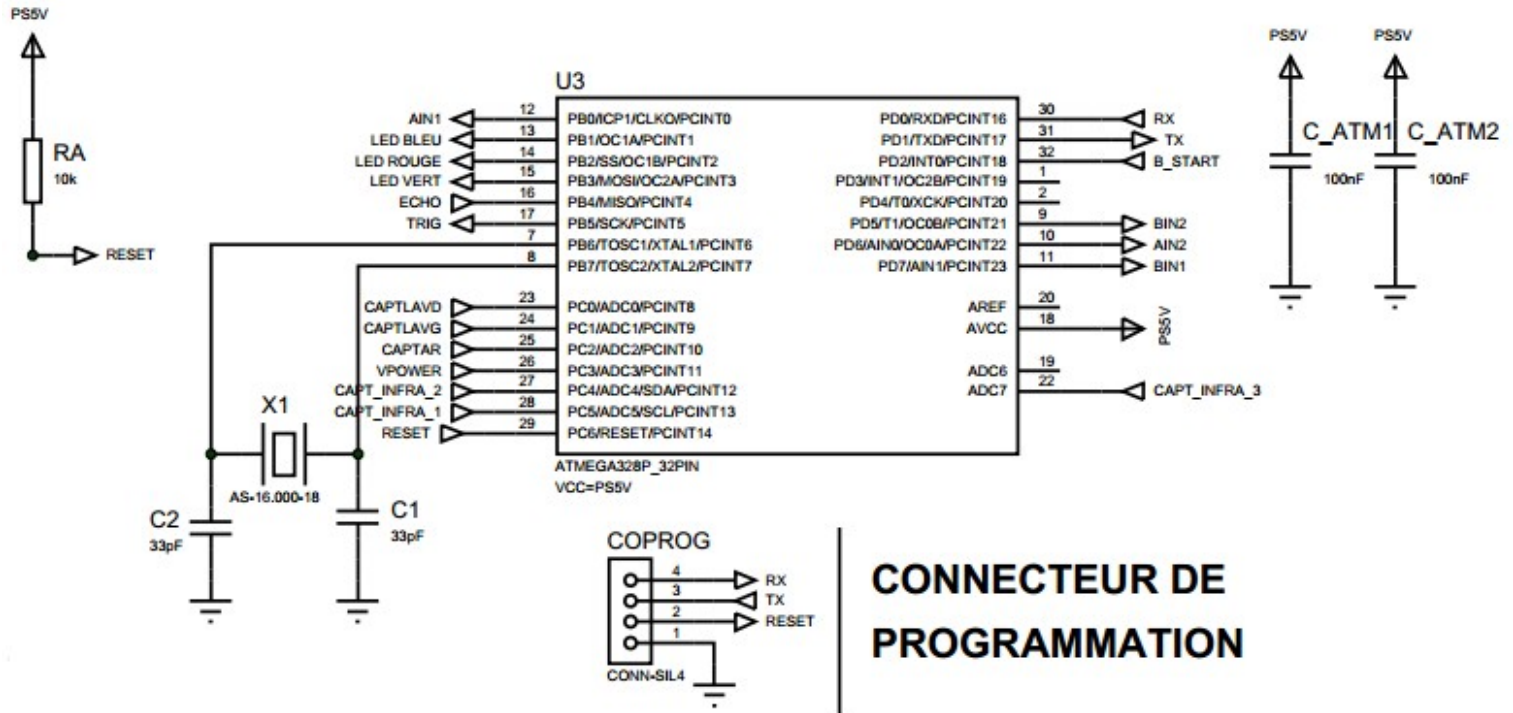 PS5V
RA
10k
RESET
U3
AIN1 12 PB0/ICP1/CLKO/PCINT0
LED BLEU 13 PB1/OC1A/PCINT1
LED ROUGE 14 PB2/SS/OC1B/PCINT2
LED VERT 15 PB3/MOSI/OC2A/PCINT3
ECHO 16 PB4/MISO/PCINT4
TRIG 17 PB5/SCK/PCINT5
7 PB6/TOSC1/XTAL1/PCINT6
8 PB7/TOSC2/XTAL2/PCINT7
CAPTLAVD 23 PC0/ADC0/PCINT8
CAPTLAVG 24 PC1/ADC1/PCINT9
CAPTAR 25 PC2/ADC2/PCINT10
VPOWER 26 PC3/ADC3/PCINT11
CAPT_INFRA_2 27 PC4/ADC4/SDA/PCINT12
CAPT_INFRA_1 28 PC5/ADC5/SCL/PCINT13
RESET 29 PC6/RESET/PCINT14
PD0/RXD/PCINT16 30 RX
PD1/TXD/PCINT17 31 TX
PD2/INT0/PCINT18 32 B_START
PD3/INT1/OC2B/PCINT19 1
PD4/T0/XCK/PCINT20 2
PD5/T1/OC0B/PCINT21 9 BIN2
PD6/AIN0/OC0A/PCINT22 10 AIN2
PD7/AIN1/PCINT23 11 BIN1
AREF 20
AVCC 18 PS5V
ADC6 19
ADC7 22 CAPT_INFRA_3
ATMEGA328P_32PIN
VCC=PS5V
PS5V
C_ATM1
100nF
PS5V
C_ATM2
100nF
X1
AS-16.000-18
C2
33pF
C1
33pF
COPROG
4 RX
3 TX
2 RESET
1
CONN-SIL4
CONNECTEUR DE
PROGRAMMATION